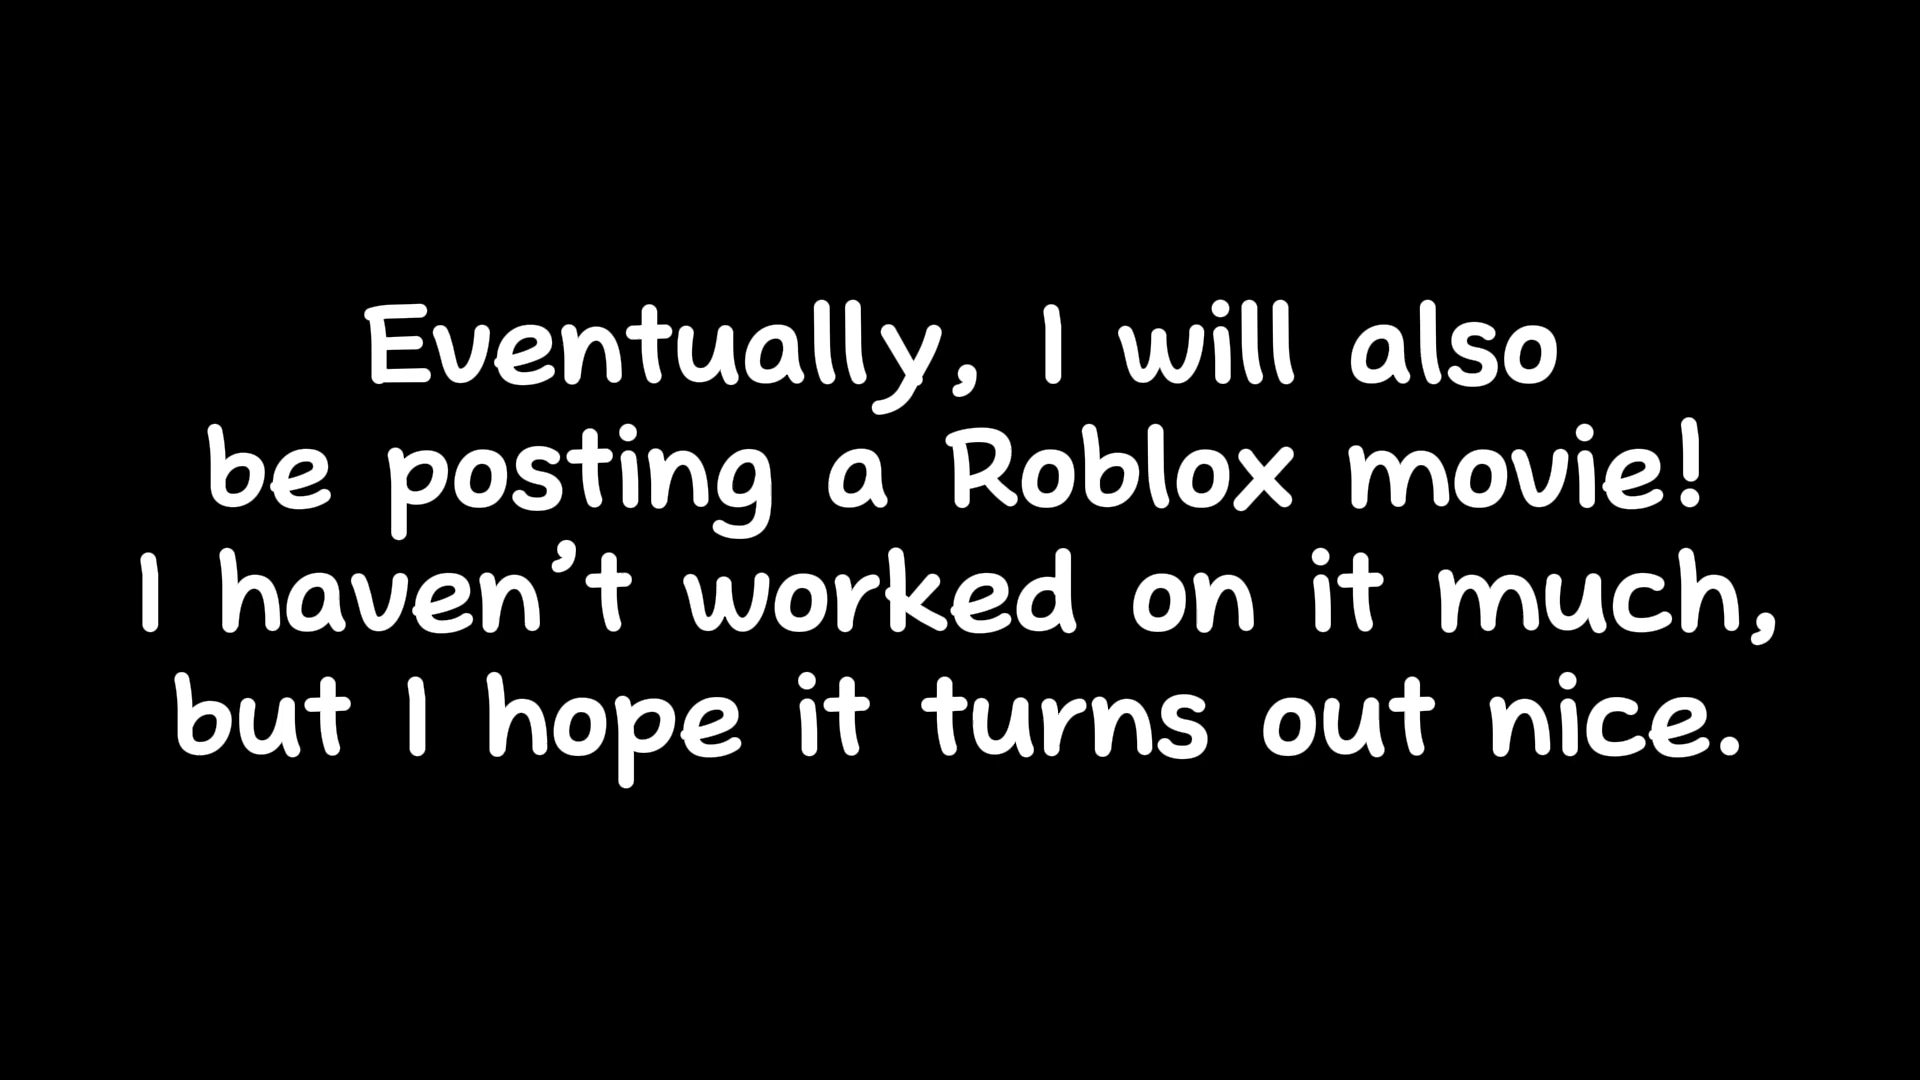 Eventually, I will also
be posting a Roblox movie!
I haven’t worked on it much,
but I hope it turns out nice.